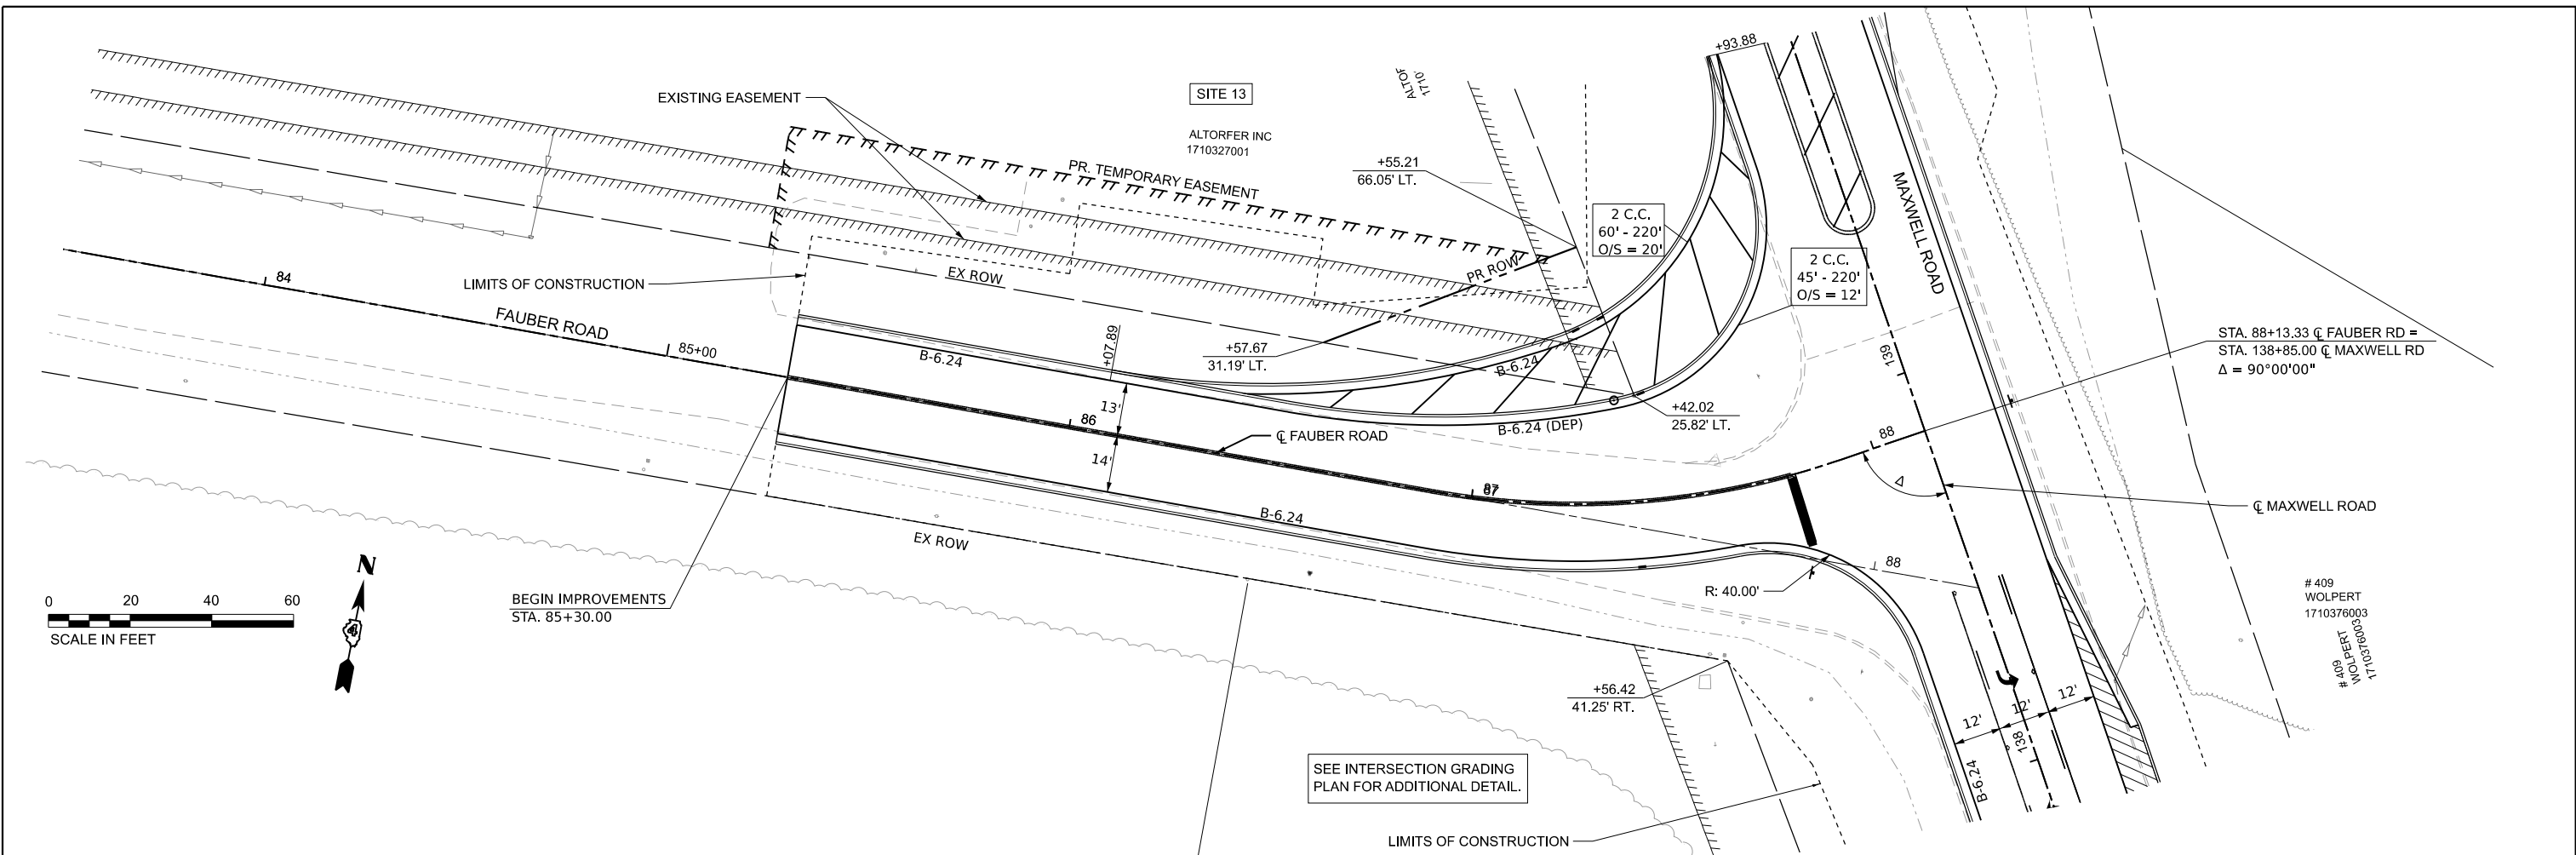 +93.88
EXISTING EASEMENT
SITE 13
ALTORFER INC
1710327001
ALTOR
1710
+55.21
66.05' LT.
PR. TEMPORARY EASEMENT
MAXWELL ROAD
2 C.C.
60' - 220'
O/S = 20'
2 C.C.
45' - 220'
O/S = 12'
PR ROW
EX ROW
84
LIMITS OF CONSTRUCTION
FAUBER ROAD
85+00
+07.89
B-6.24
+57.67
31.19' LT.
B-6.24
139
STA. 88+13.33 ℄ FAUBER RD =
STA. 138+85.00 ℄ MAXWELL RD
Δ = 90°00'00"
13'
86
℄ FAUBER ROAD
B-6.24 (DEP)
+42.02
25.82' LT.
88
14'
87
Δ
℄ MAXWELL ROAD
B-6.24
EX ROW
88
R: 40.00'
N
4
0 20 40 60
SCALE IN FEET
BEGIN IMPROVEMENTS
STA. 85+30.00
# 409
WOLPERT
1710376003
# 409
WOLPERT
1710376003
+56.42
41.25' RT.
12'
12'
12'
138
B-6.24
SEE INTERSECTION GRADING
PLAN FOR ADDITIONAL DETAIL.
LIMITS OF CONSTRUCTION